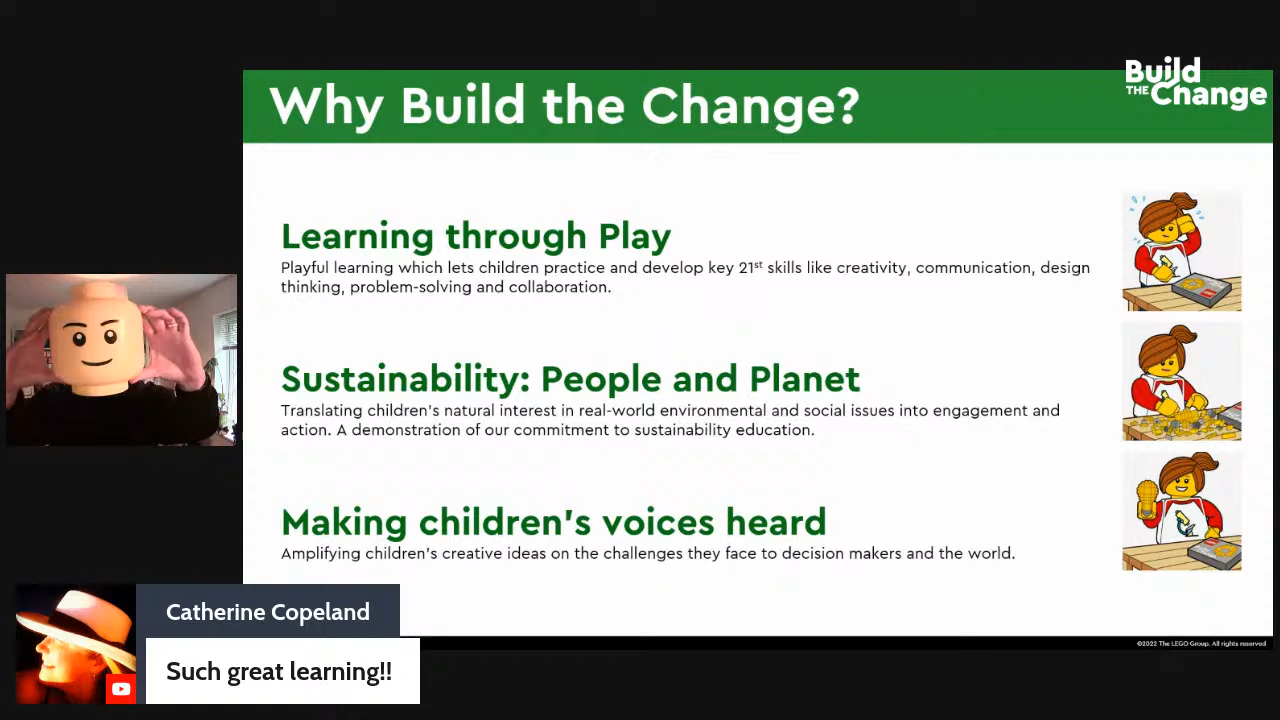 Build
THE Change
Why Build the Change?
Learning through Play
Playful learning which lets children practice and develop key 21st skills like creativity, communication, design
thinking, problem-solving and collaboration.
Sustainability: People and Planet
Translating children's natural interest in real-world environmental and social issues into engagement and
action. A demonstration of our commitment to sustainability education.
Making children's voices heard
Amplifying children's creative ideas on the challenges they face to decision makers and the world.
©2022 The LEGO Group. All rights reserved
Catherine Copeland
Such great learning!!